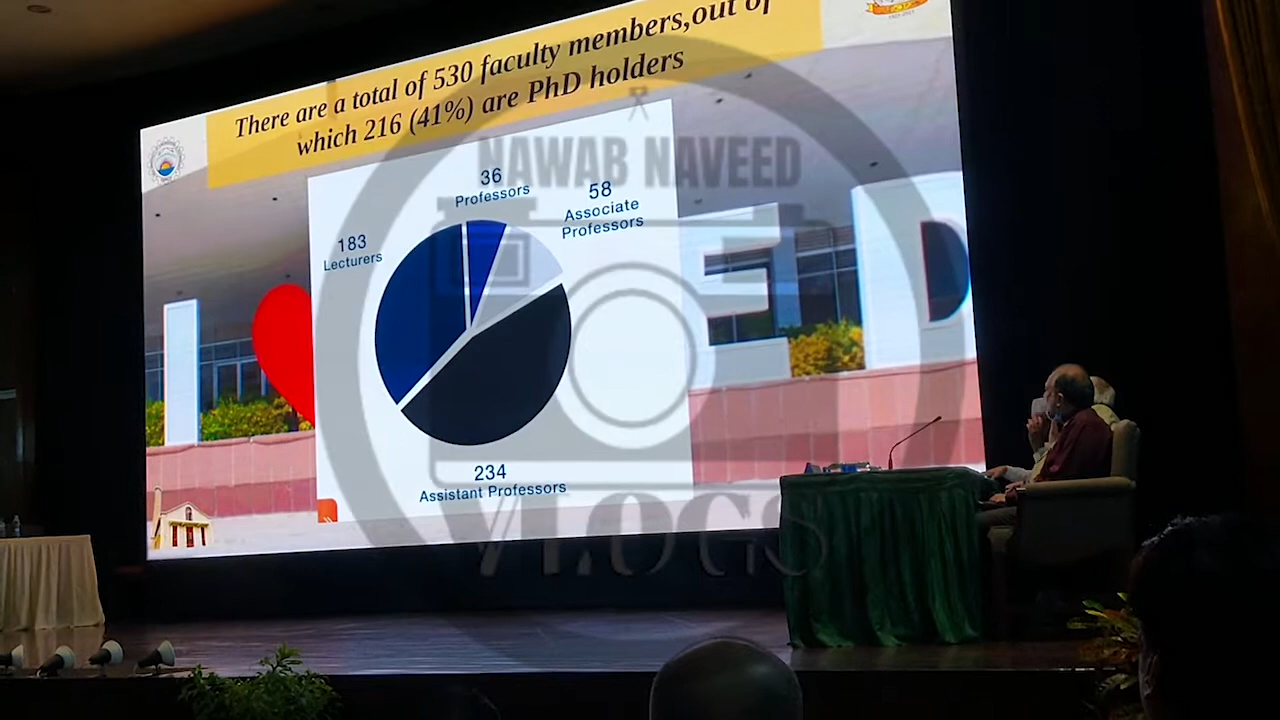 There are a total of 530 faculty members,out of
which 216 (41%) are PhD holders
NAWAB NAVEED
36
Professors
58
Associate
Professors
183
Lecturers
I
ED
234
Assistant Professors
VLOGS